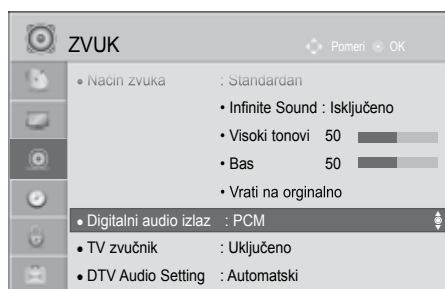 ZVUK
Pomeri OK
• Način zvuka : Standardan
• Infinite Sound : Isključeno
• Visoki tonovi 50
• Bas 50
• Vrati na orginalno
• Digitalni audio izlaz : PCM
• TV zvučnik : Uključeno
• DTV Audio Setting : Automatski